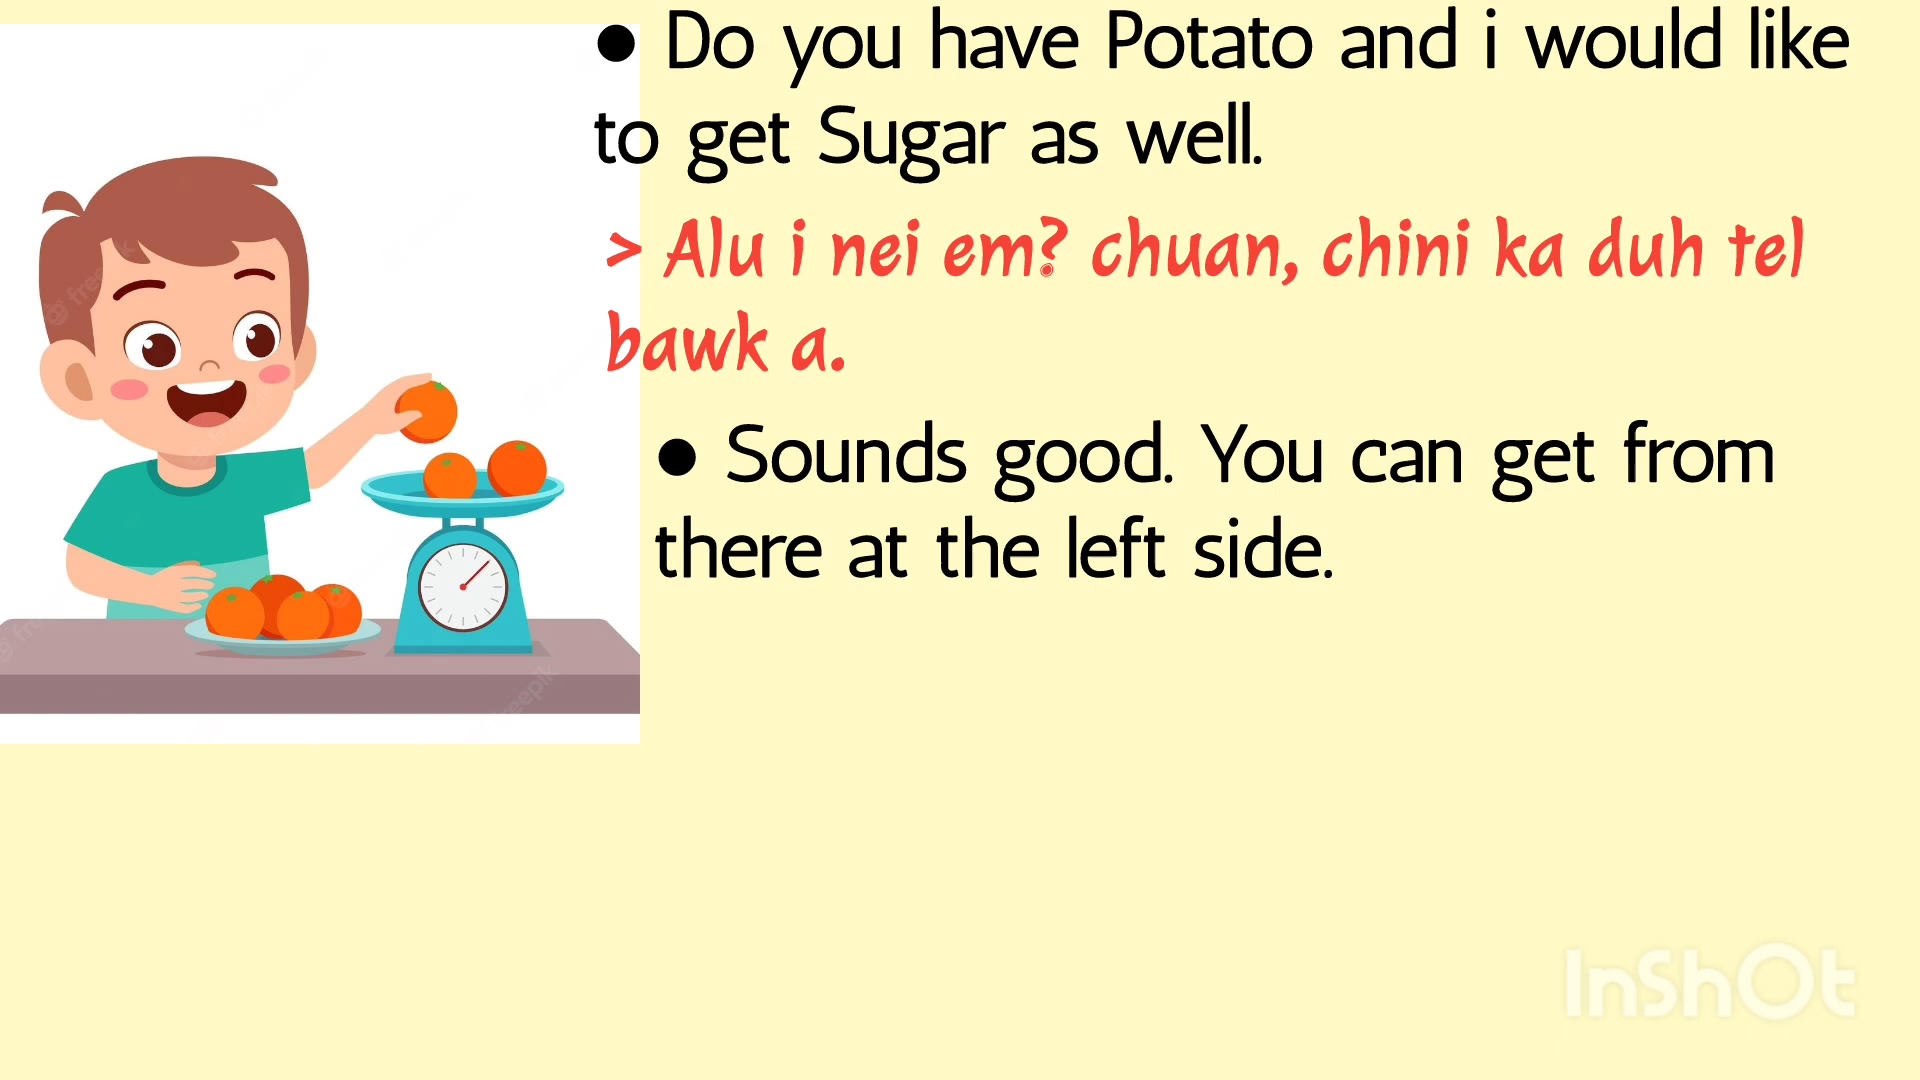 ● Do you have Potato and i would like
to get Sugar as well.
> Alu i nei em? chuan, chini ka duh tel
bawk a.
● Sounds good. You can get from
there at the left side.
InShOt